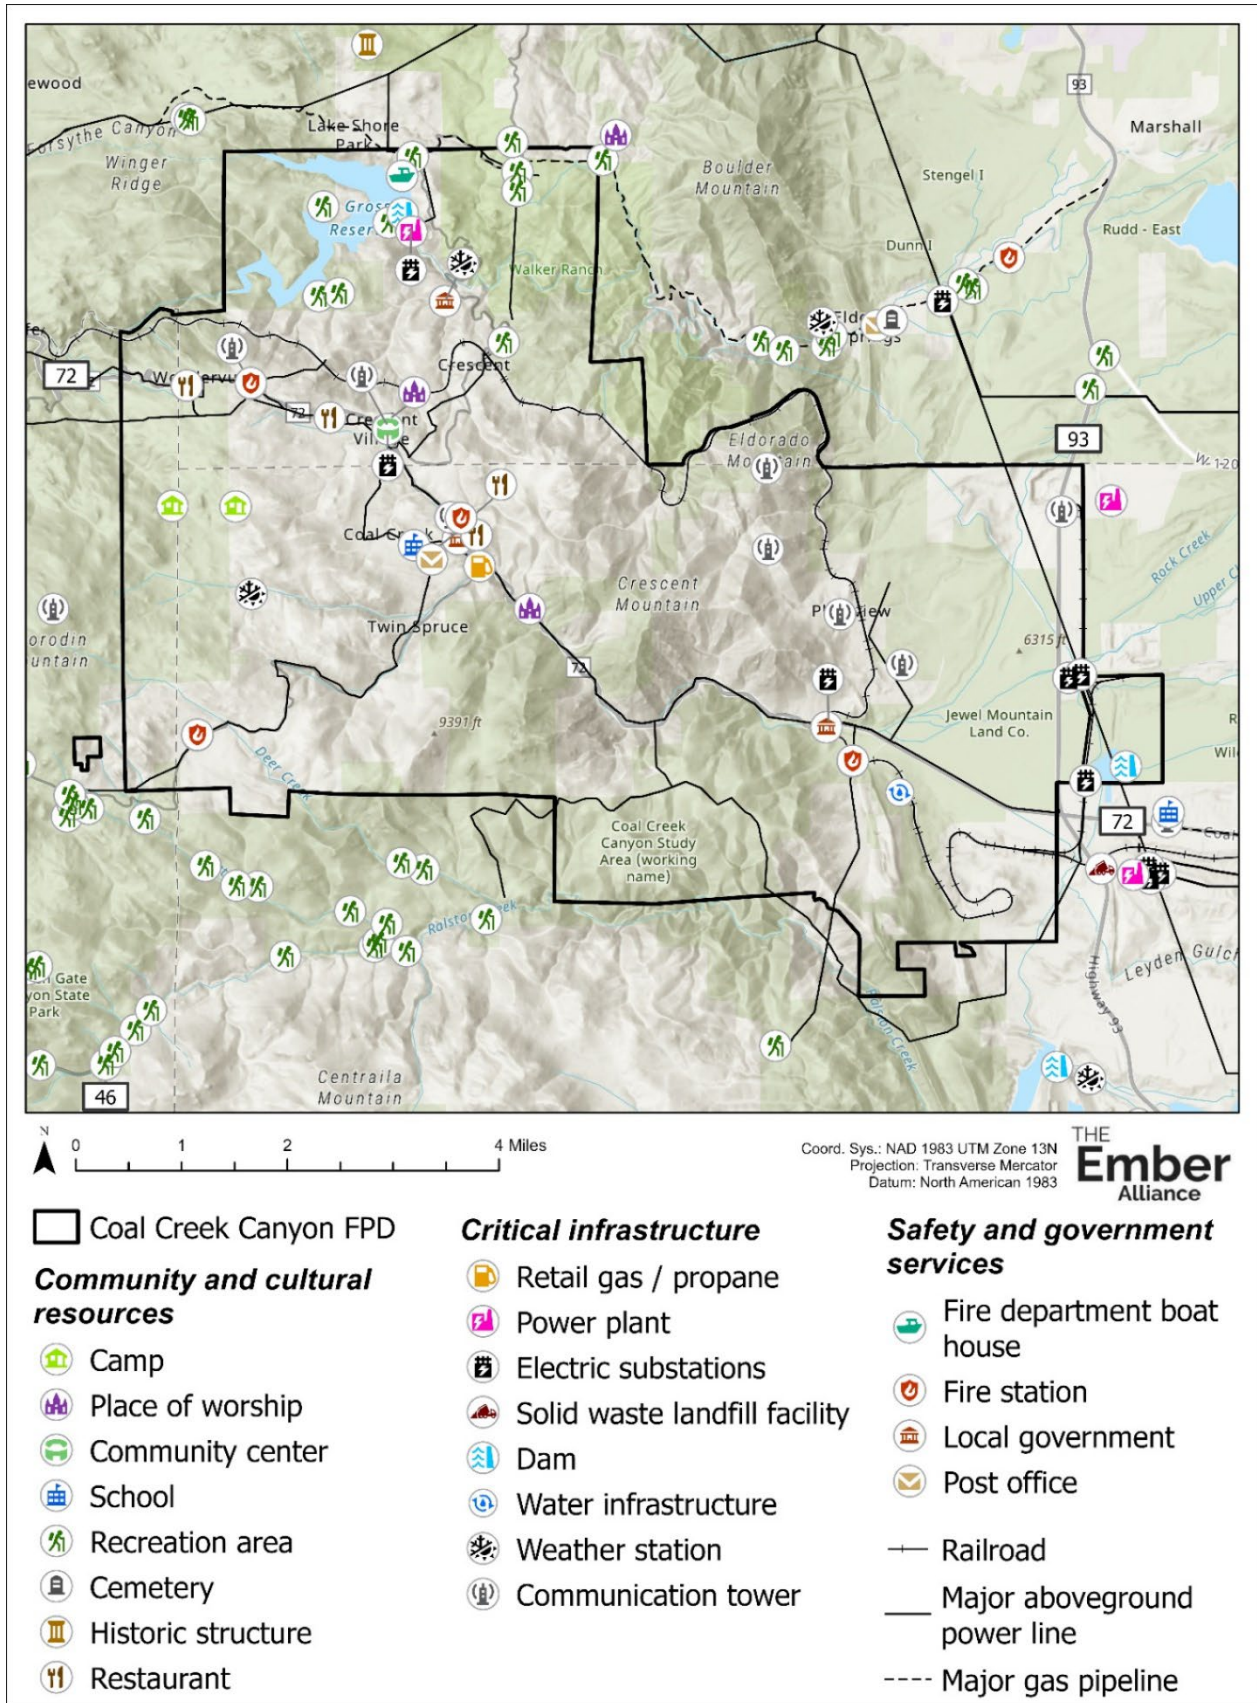 ewood
93
Marshall
Forsythe Canyon
Lake Shore
Park
Winger
Ridge
Boulder
Mountain
Stengel I
Gross
Reser
Rudd - East
Dunn I
Walker Ranch
72
Crescent
72
Village
93
Eldorado
Mountain
W. 120
Coal Creek
Rock Creek
Crescent
Mountain
Twin Spruce
6315 ft
72
9391 ft
Jewel Mountain
Land Co.
Deer Creek
Coal Creek
Canyon Study
Area (working
name)
72
Coal
Ralston Creek
Leyden Gulch
Gate
yon State
Park
Highway 93
Ralston Creek
46
Centraila
Mountain
N
0 1 2 4 Miles
Coord. Sys.: NAD 1983 UTM Zone 13N
Projection: Transverse Mercator
Datum: North American 1983
THE
Ember
Alliance
Coal Creek Canyon FPD
Community and cultural
resources
Camp
Place of worship
Community center
School
Recreation area
Cemetery
Historic structure
Restaurant
Critical infrastructure
Retail gas / propane
Power plant
Electric substations
Solid waste landfill facility
Dam
Water infrastructure
Weather station
Communication tower
Safety and government
services
Fire department boat
house
Fire station
Local government
Post office
Railroad
Major aboveground
power line
Major gas pipeline